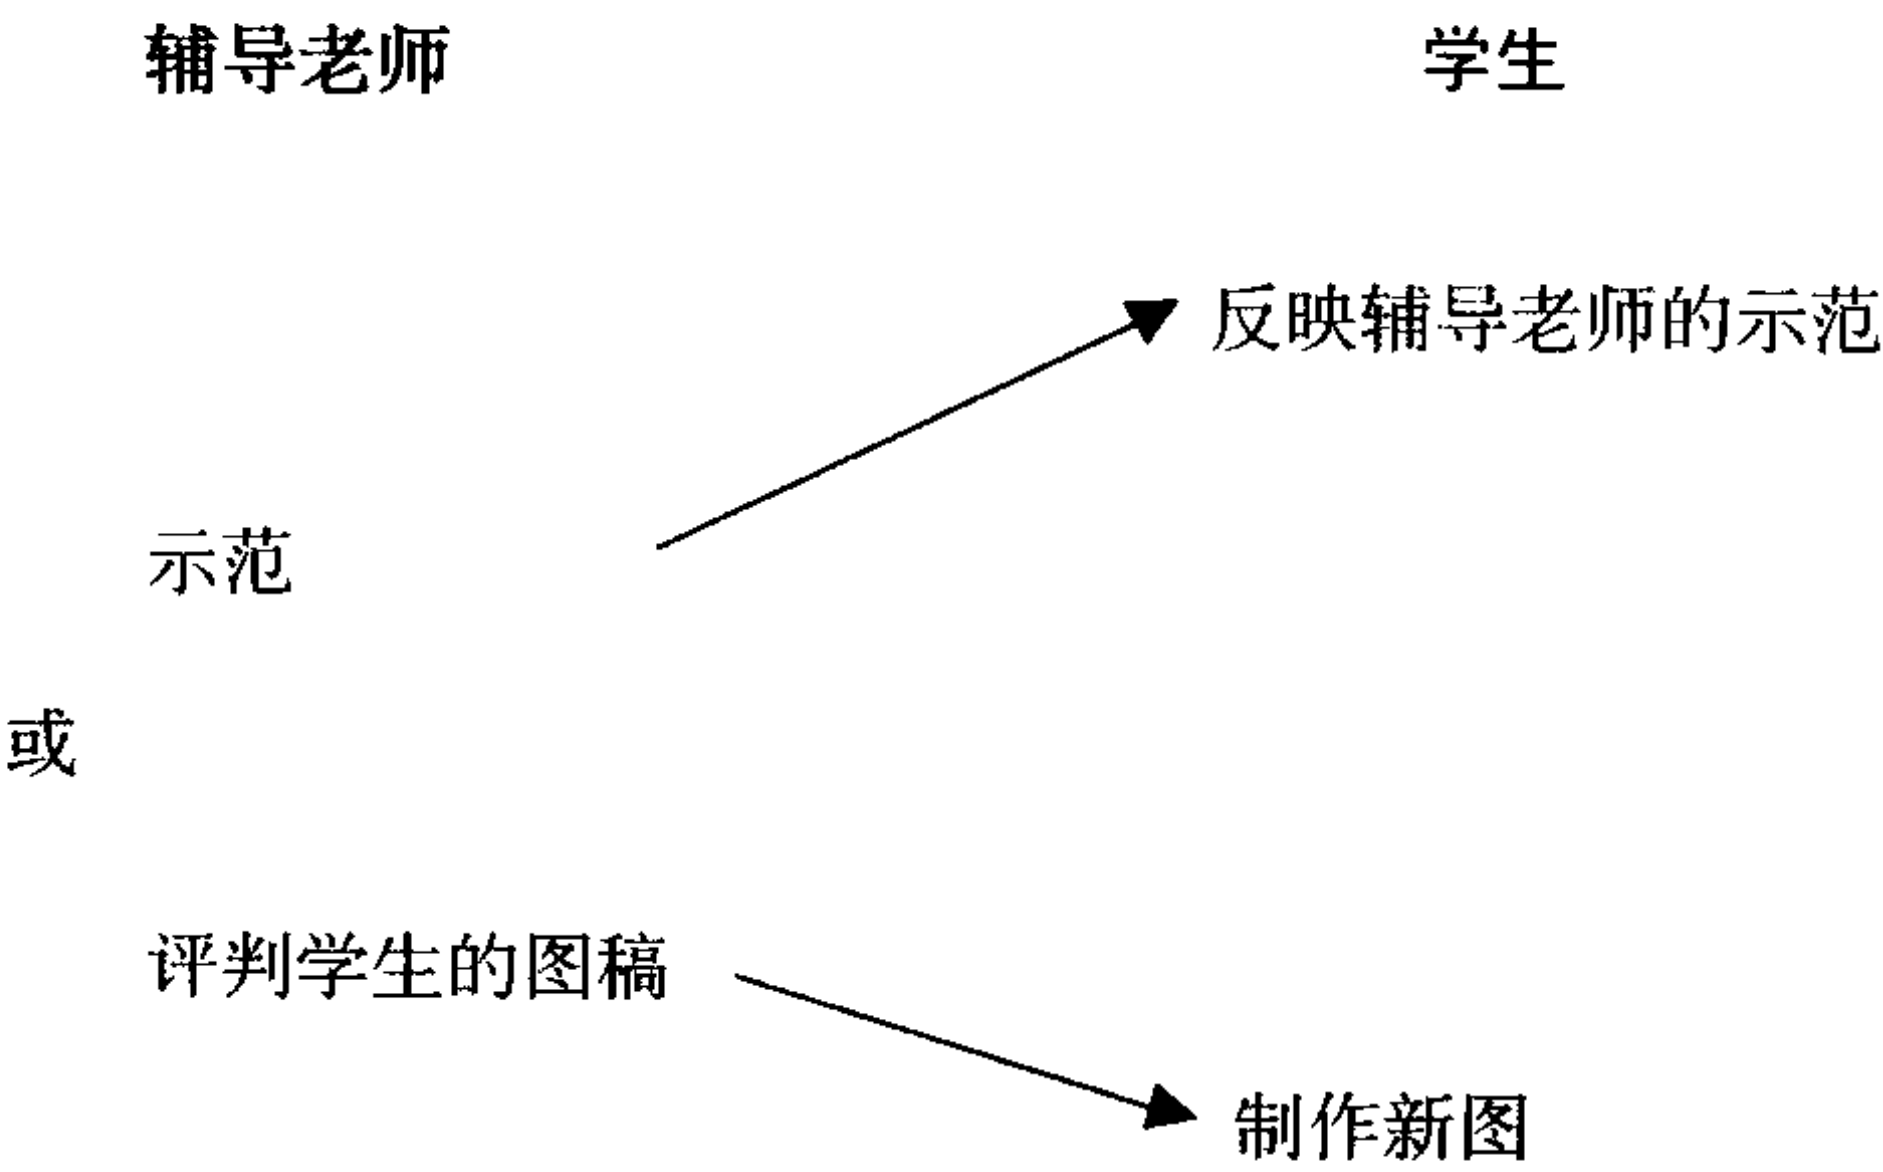 辅导老师 学生
反映辅导老师的示范
示范
或
评判学生的图稿
制作新图